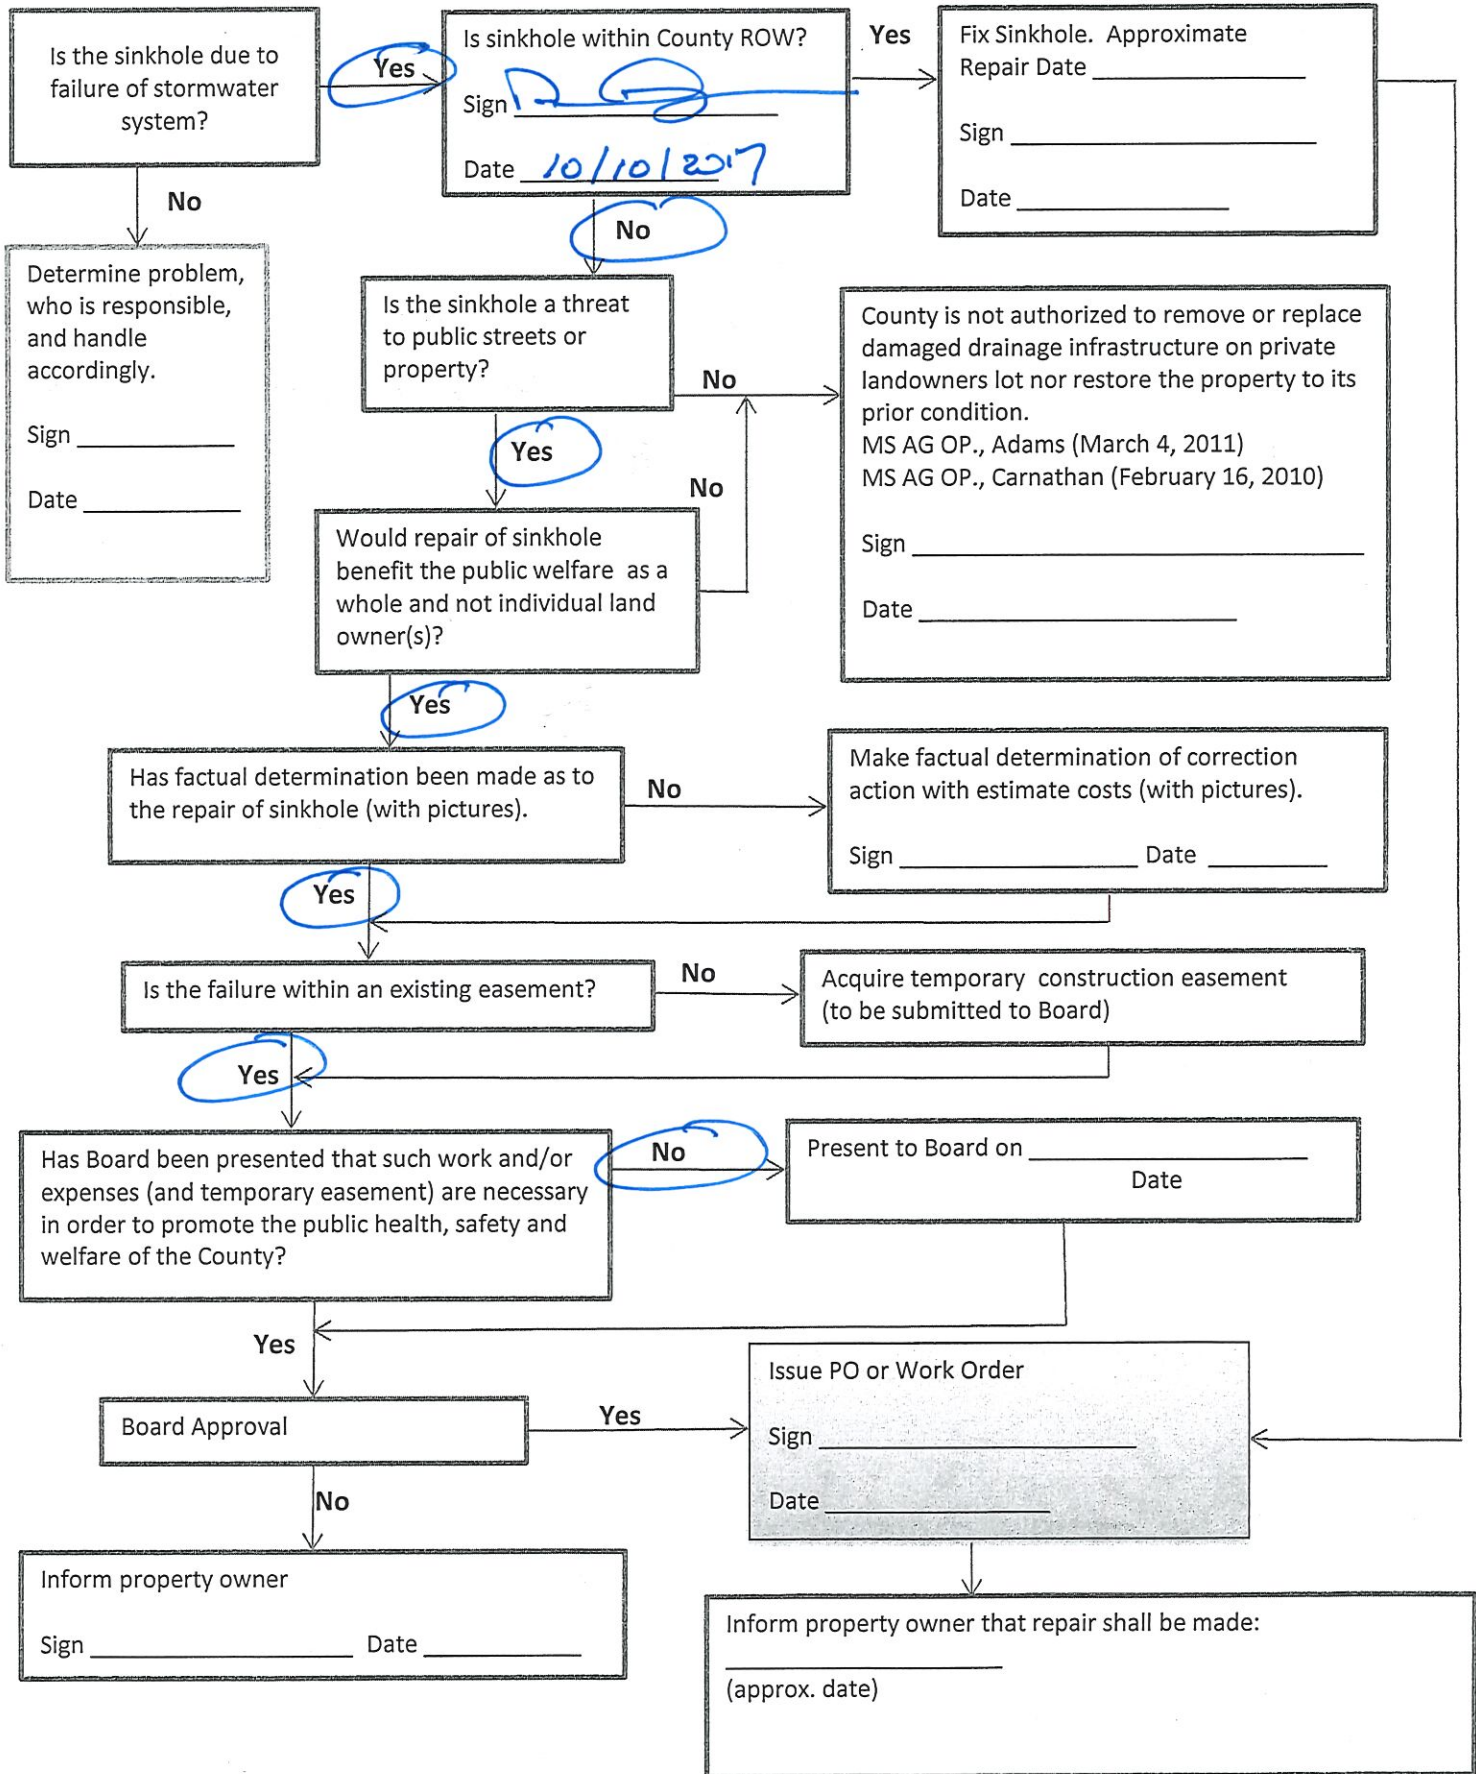 Is the sinkhole due to
failure of stormwater
system?
Yes
Is sinkhole within County ROW?
Sign
Date 10/10/2017
Yes
Fix Sinkhole. Approximate
Repair Date
Sign
Date
No
No
Determine problem,
who is responsible,
and handle
accordingly.
Sign
Date
Is the sinkhole a threat
to public streets or
property?
No
County is not authorized to remove or replace
damaged drainage infrastructure on private
landowners lot nor restore the property to its
prior condition.
MS AG OP., Adams (March 4, 2011)
MS AG OP., Carnathan (February 16, 2010)
Sign
Date
Yes
No
Would repair of sinkhole
benefit the public welfare as a
whole and not individual land
owner(s)?
Yes
Has factual determination been made as to
the repair of sinkhole (with pictures).
No
Make factual determination of correction
action with estimate costs (with pictures).
Sign Date
Yes
Is the failure within an existing easement?
No
Acquire temporary construction easement
(to be submitted to Board)
Yes
Has Board been presented that such work and/or
expenses (and temporary easement) are necessary
in order to promote the public health, safety and
welfare of the County?
No
Present to Board on
Date
Yes
Board Approval
Yes
Issue PO or Work Order
Sign
Date
No
Inform property owner
Sign Date
Inform property owner that repair shall be made:
(approx. date)